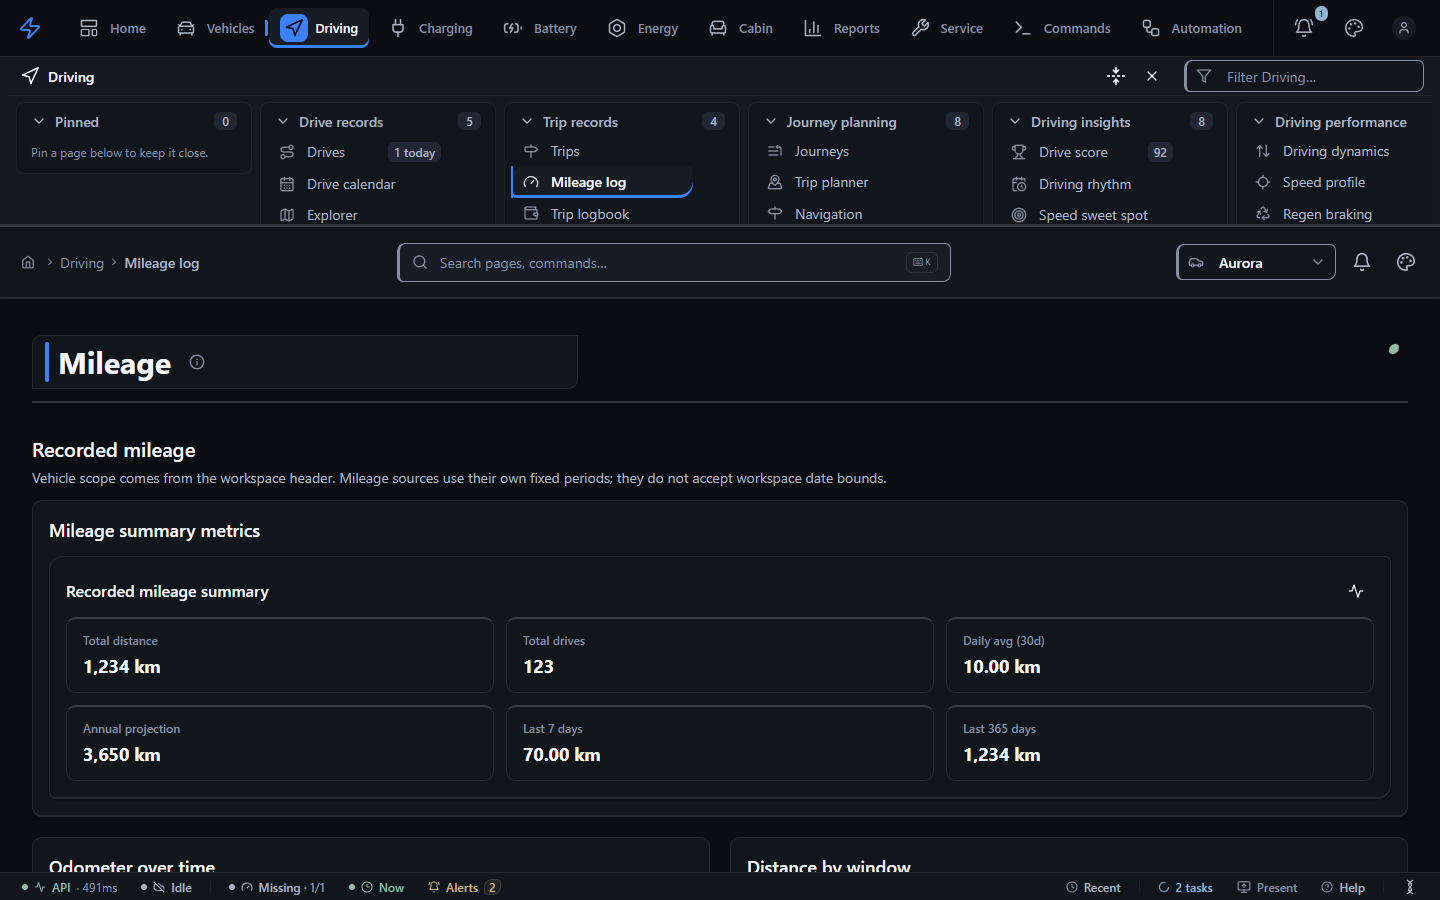 Home
Vehicles
Driving
Charging
Battery
Energy
Cabin
Reports
Service
Commands
Automation
1
Driving
Filter Driving...
Pinned 0
Pin a page below to keep it close.
Drive records 5
Drives 1 today
Drive calendar
Explorer
Trip records 4
Trips
Mileage log
Trip logbook
Journey planning 8
Journeys
Trip planner
Navigation
Driving insights 8
Drive score 92
Driving rhythm
Speed sweet spot
Driving performance
Driving dynamics
Speed profile
Regen braking
Driving
Mileage log
Search pages, commands...
K
Aurora
Mileage
Recorded mileage
Vehicle scope comes from the workspace header. Mileage sources use their own fixed periods; they do not accept workspace date bounds.
Mileage summary metrics
Recorded mileage summary
Total distance
1,234 km
Total drives
123
Daily avg (30d)
10.00 km
Annual projection
3,650 km
Last 7 days
70.00 km
Last 365 days
1,234 km
Odometer over time
Distance by window
API · 491ms
Idle
Missing · 1/1
Now
Alerts 2
Recent
2 tasks
Present
Help